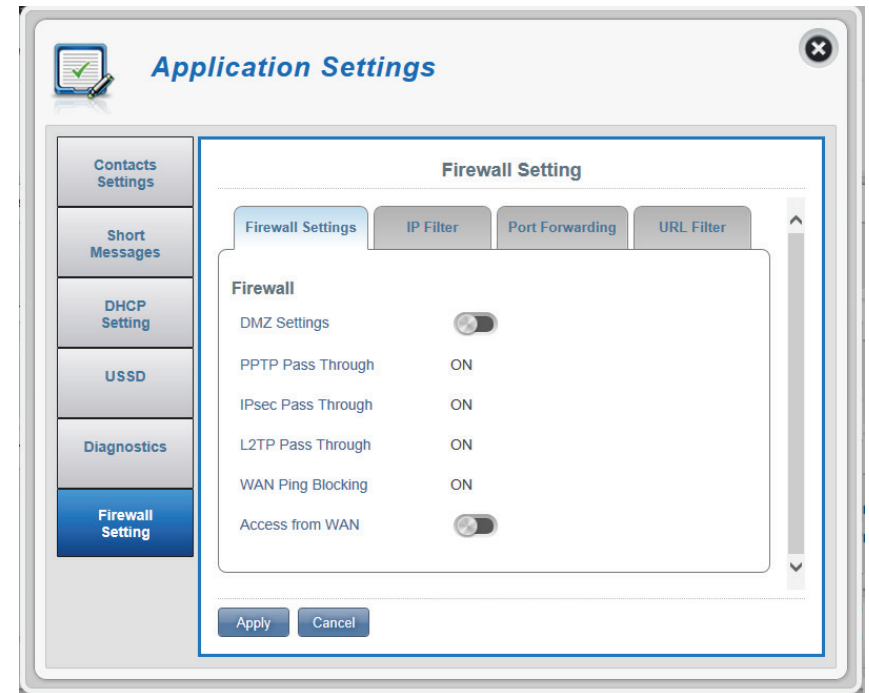 Application Settings
Contacts
Settings
Short
Messages
DHCP
Setting
USSD
Diagnostics
Firewall
Setting
Firewall Setting
Firewall Settings
IP Filter
Port Forwarding
URL Filter
Firewall
DMZ Settings
PPTP Pass Through ON
IPsec Pass Through ON
L2TP Pass Through ON
WAN Ping Blocking ON
Access from WAN
Apply
Cancel